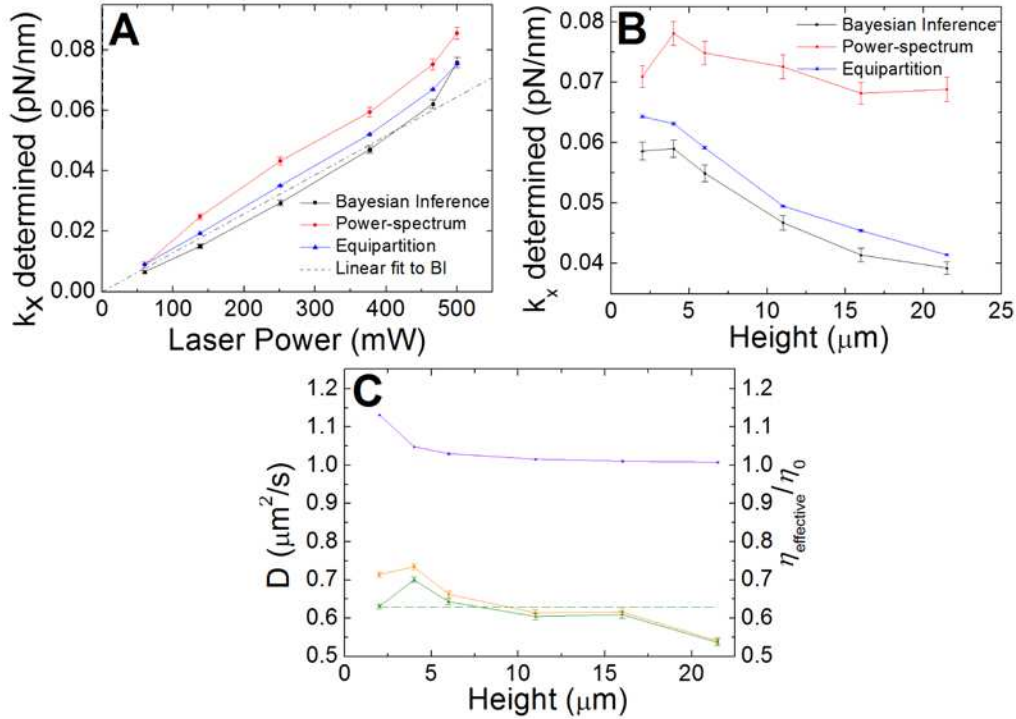 A
kx determined (pN/nm)
0.08
0.06
0.04
0.02
0.00
Bayesian Inference
Power-spectrum
Equipartition
Linear fit to BI
0 100 200 300 400 500
Laser Power (mW)
B
k_x determined (pN/nm)
0.08
0.07
0.06
0.05
0.04
Bayesian Inference
Power-spectrum
Equipartition
0 5 10 15 20 25
Height (μm)
C
D (μm²/s)
1.2
1.1
1.0
0.9
0.8
0.7
0.6
0.5
1.2
1.1
1.0
0.9
0.8
0.7
0.6
0.5
η_effective/η_0
0 5 10 15 20
Height (μm)